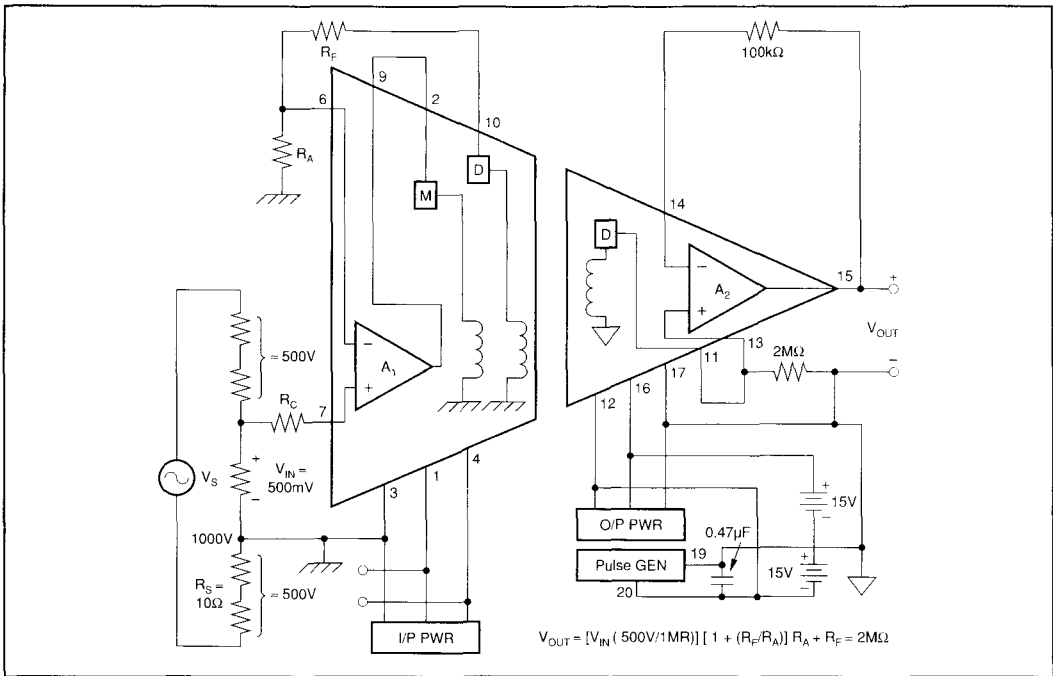 R_F
100kΩ
9
2
6
10
R_A
D
M
14
D
15
+
−
A_2
+
V_OUT
−
13
11
2MΩ
17
16
12
≈ 500V
−
A_1
+
R_C
7
4
1
3
V_S
+
V_IN =
500mV
−
1000V
R_S =
10Ω
≈ 500V
I/P PWR
O/P PWR
0.47μF
Pulse GEN
19
20
+
15V
−
+
15V
−
V_OUT = [V_IN ( 500V/1MR)] [ 1 + (R_F/R_A)] R_A + R_F = 2MΩ